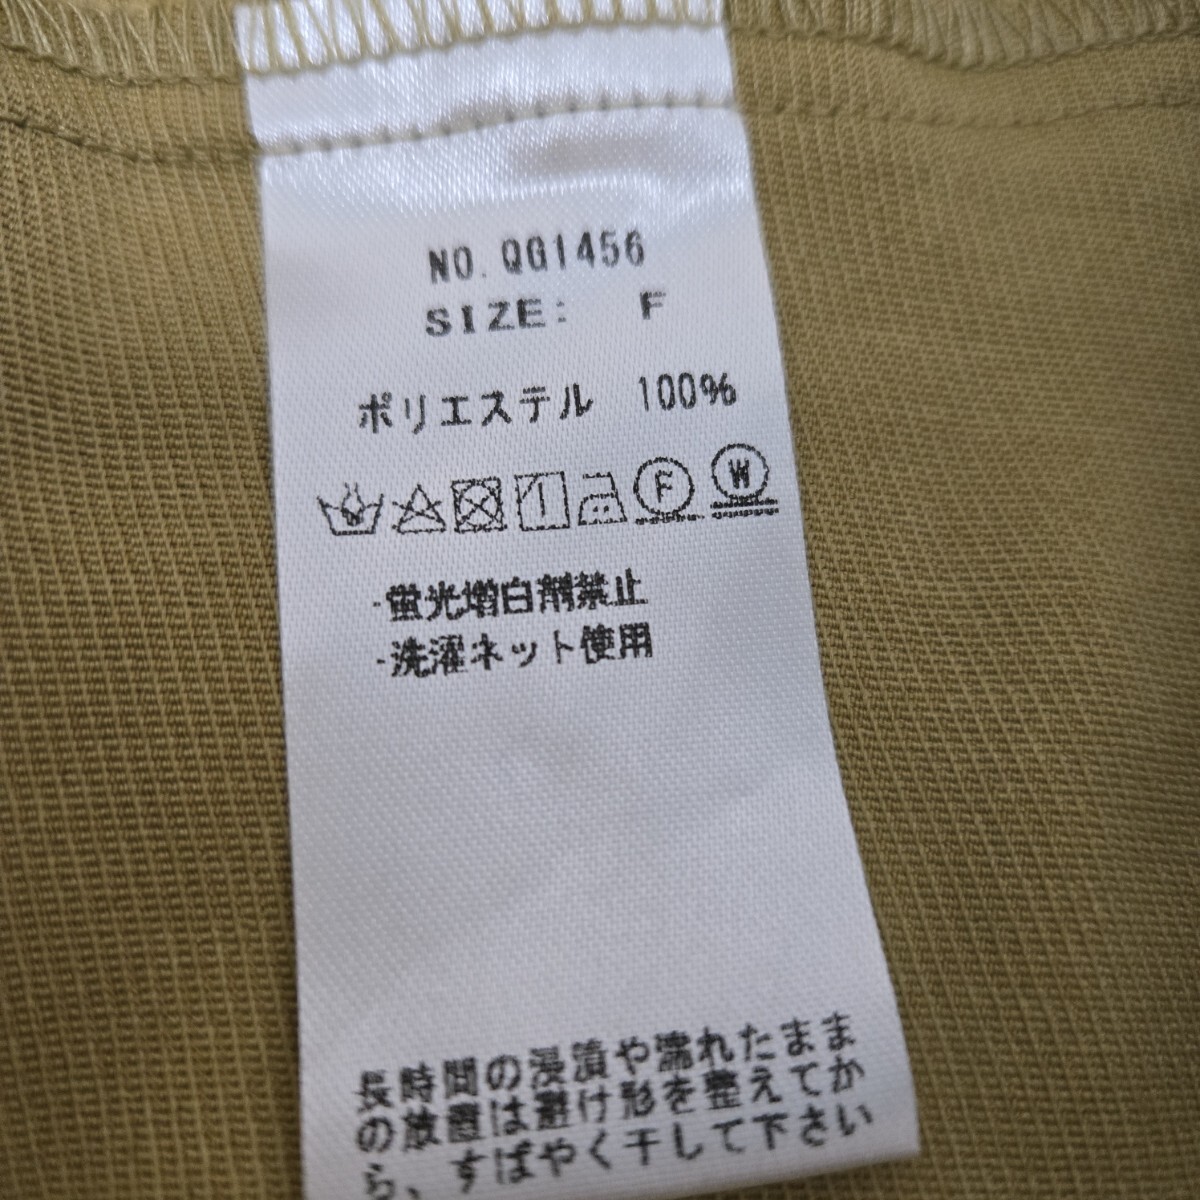 NO.QG1456
SIZE: F
ポリエステル 100%
F W
·蛍光増白剤禁止
·洗濯ネット使用
長時間の浸漬や濡れたまま
の放置は避け形を整えてか
ら、すばやく干して下さい